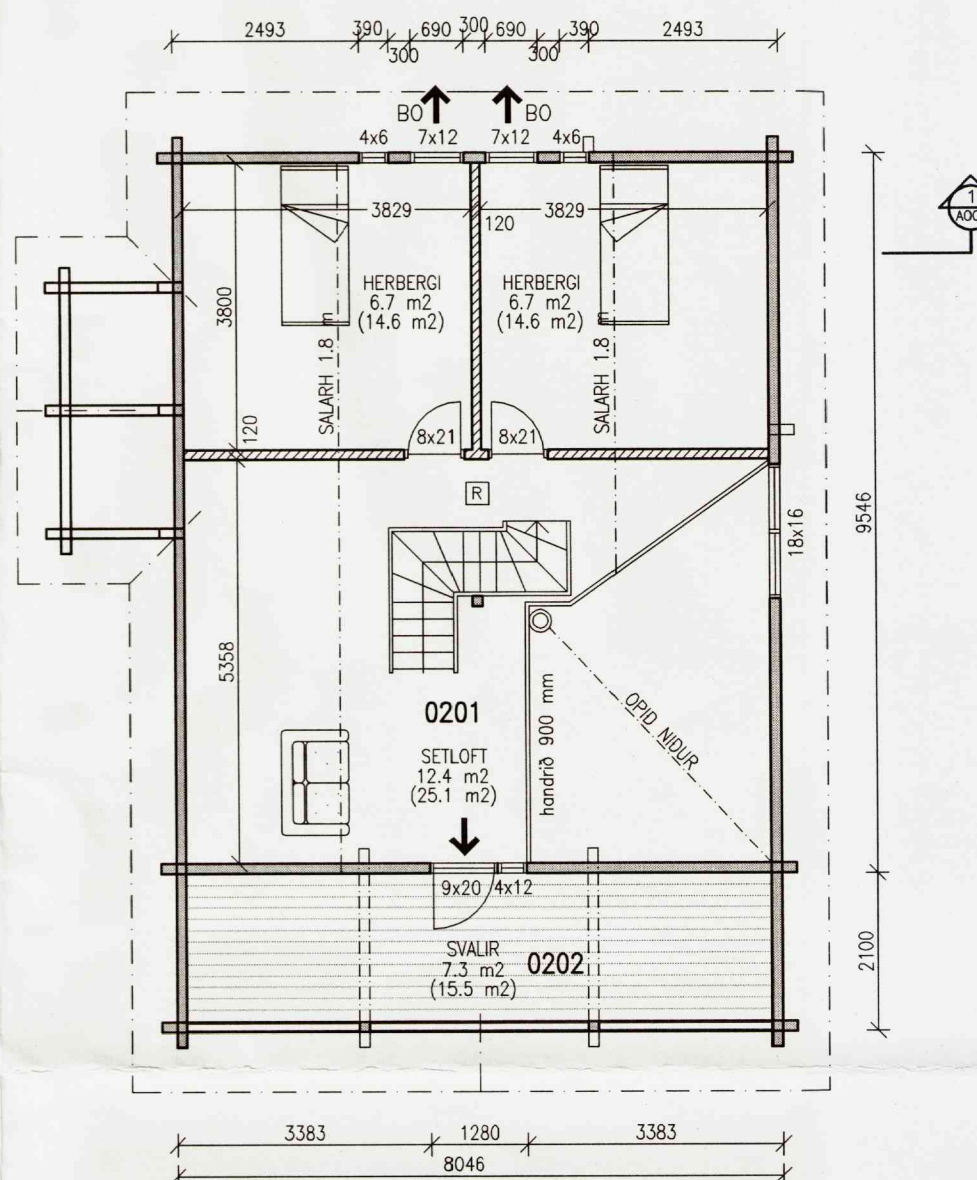 2493 390 690 300 690 390 2493
300 300
BO BO
4x6 7x12 7x12 4x6
3829 3829
120
1
HERBERGI
6.7 m2
(14.6 m2)
HERBERGI
6.7 m2
(14.6 m2)
3800
SALARH 1.8 m
SALARH 1.8 m
120
8x21 8x21
R
18x16
9546
5358
0201
SETLOFT
12.4 m2
(25.1 m2)
handrið 900 mm
OPID NIDUR
9x20 4x12
SVALIR
7.3 m2
(15.5 m2)
0202
2100
3383 1280 3383
8046